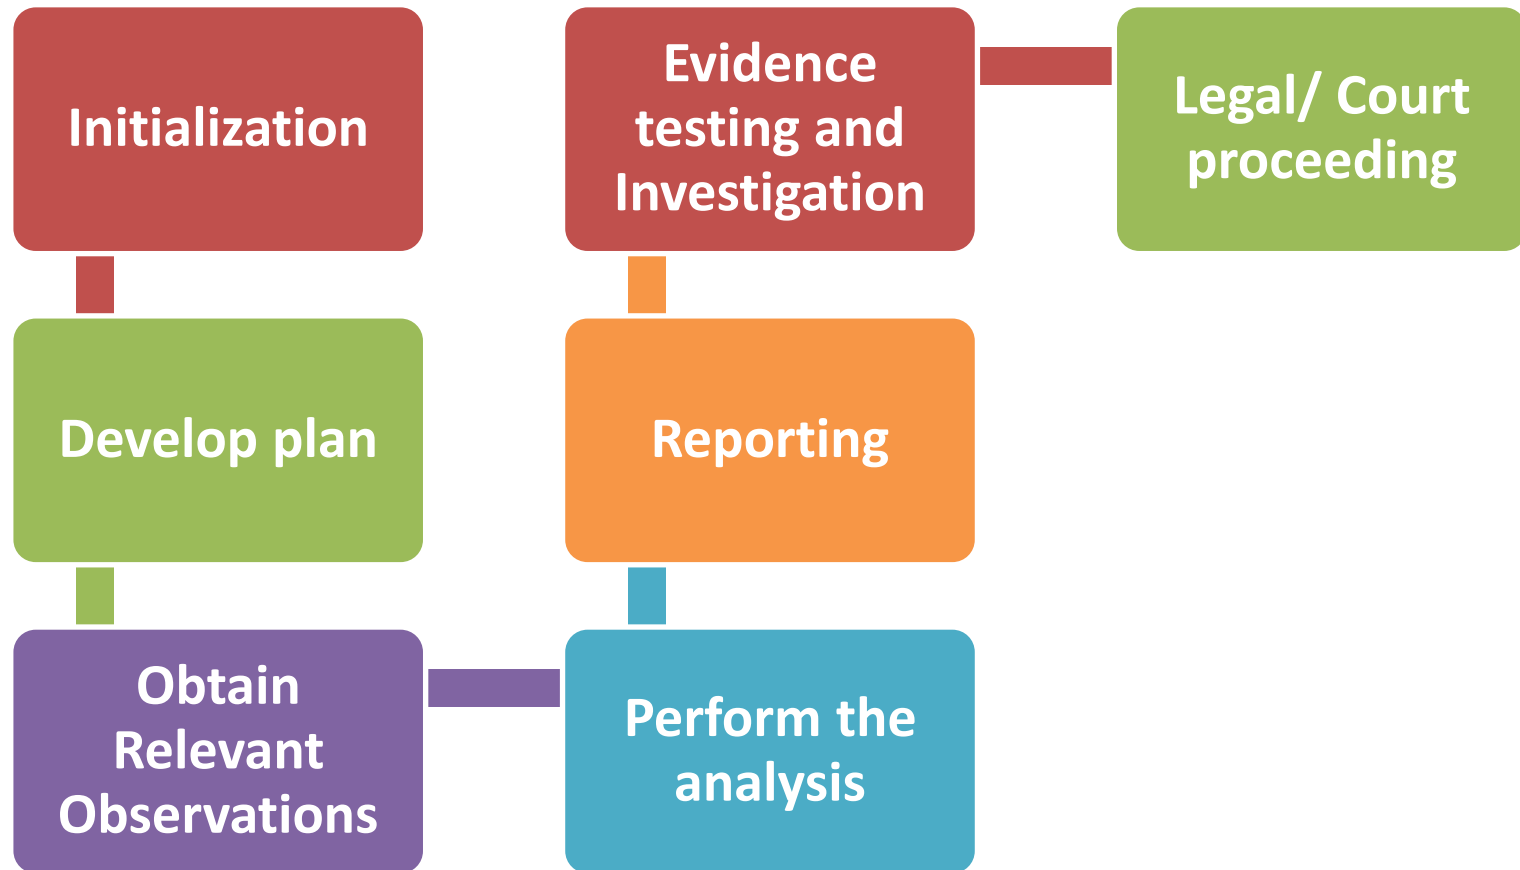 Initialization
Develop plan
Obtain
Relevant
Observations
Perform the
analysis
Reporting
Evidence
testing and
Investigation
Legal/ Court
proceeding